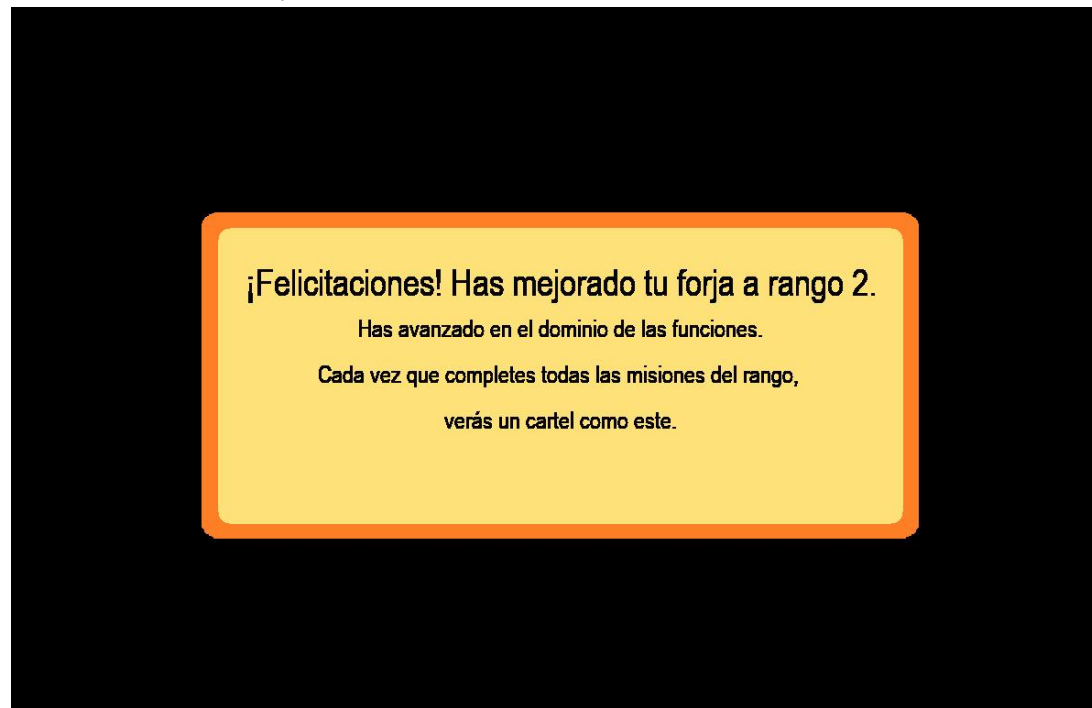 ¡Felicitaciones! Has mejorado tu forja a rango 2.
Has avanzado en el dominio de las funciones.
Cada vez que completes todas las misiones del rango,
verás un cartel como este.